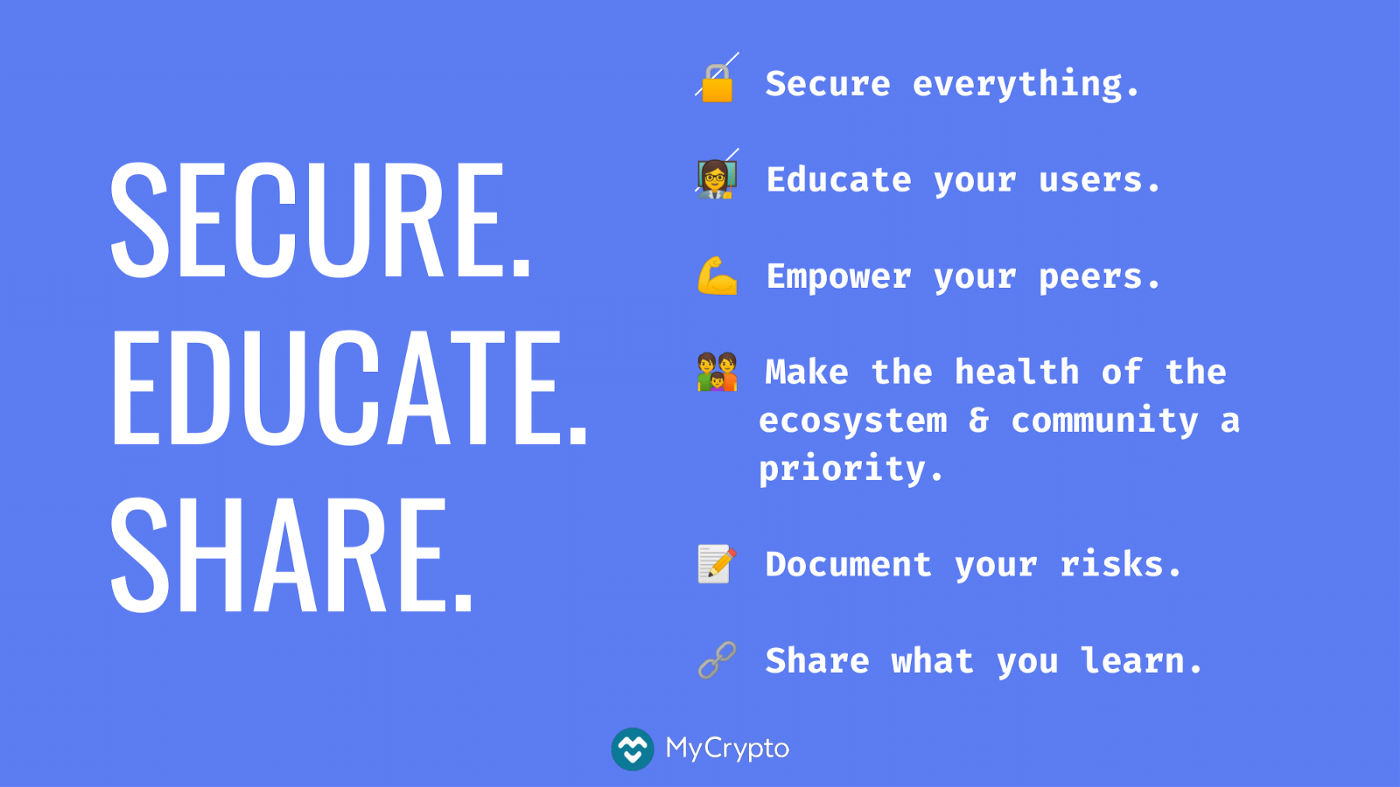 SECURE.
EDUCATE.
SHARE.
Secure everything.
Educate your users.
Empower your peers.
Make the health of the
ecosystem & community a
priority.
Document your risks.
Share what you learn.
MyCrypto